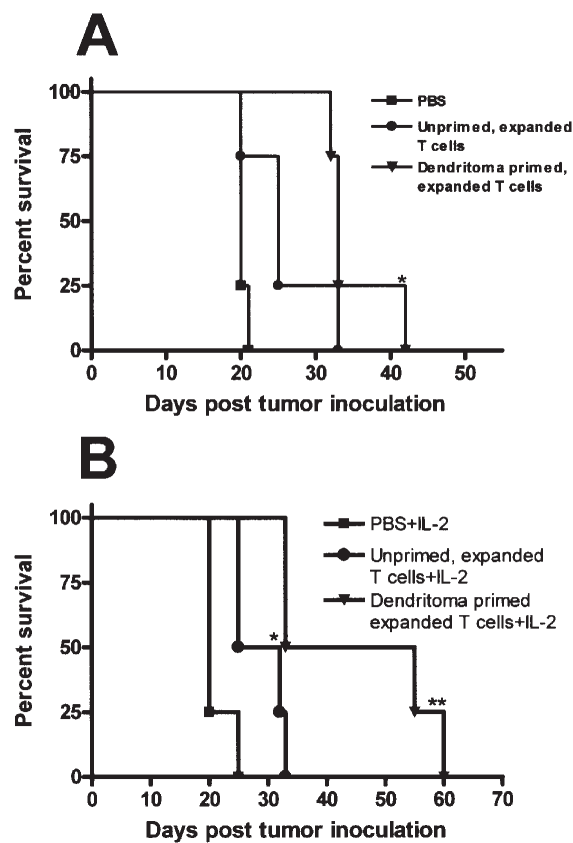 A
100
75
50
25
0
Percent survival
PBS
Unprimed, expanded
T cells
Dendritoma primed,
expanded T cells
*
0 10 20 30 40 50
Days post tumor inoculation
B
100
75
50
25
0
Percent survival
PBS+IL-2
Unprimed, expanded
T cells+IL-2
Dendritoma primed
expanded T cells+IL-2
*
**
0 10 20 30 40 50 60 70
Days post tumor inoculation